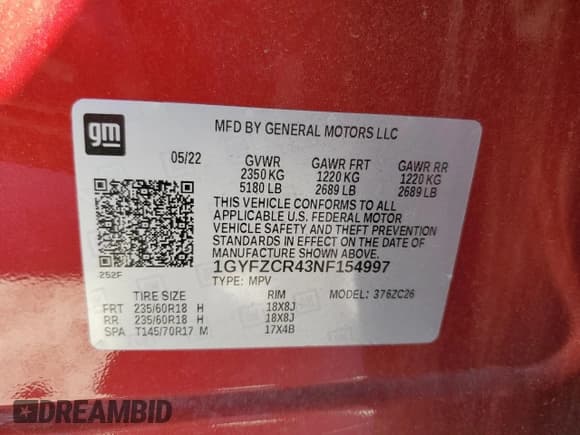 gm
MFD BY GENERAL MOTORS LLC
05/22 GVWR GAWR FRT GAWR RR
2350 KG 1220 KG 1220 KG
5180 LB 2689 LB 2689 LB
THIS VEHICLE CONFORMS TO ALL
APPLICABLE U.S. FEDERAL MOTOR
VEHICLE SAFETY AND THEFT PREVENTION
STANDARDS IN EFFECT ON THE DATE OF
MANUFACTURE SHOWN ABOVE.
252F
1GYFZCR43NF154997
TYPE: MPV MODEL: 376ZC26
TIRE SIZE RIM
FRT 235/60R18 H 18X8J
RR 235/60R18 H 18X8J
SPA T145/70R17 M 17X4B
DREAMBID